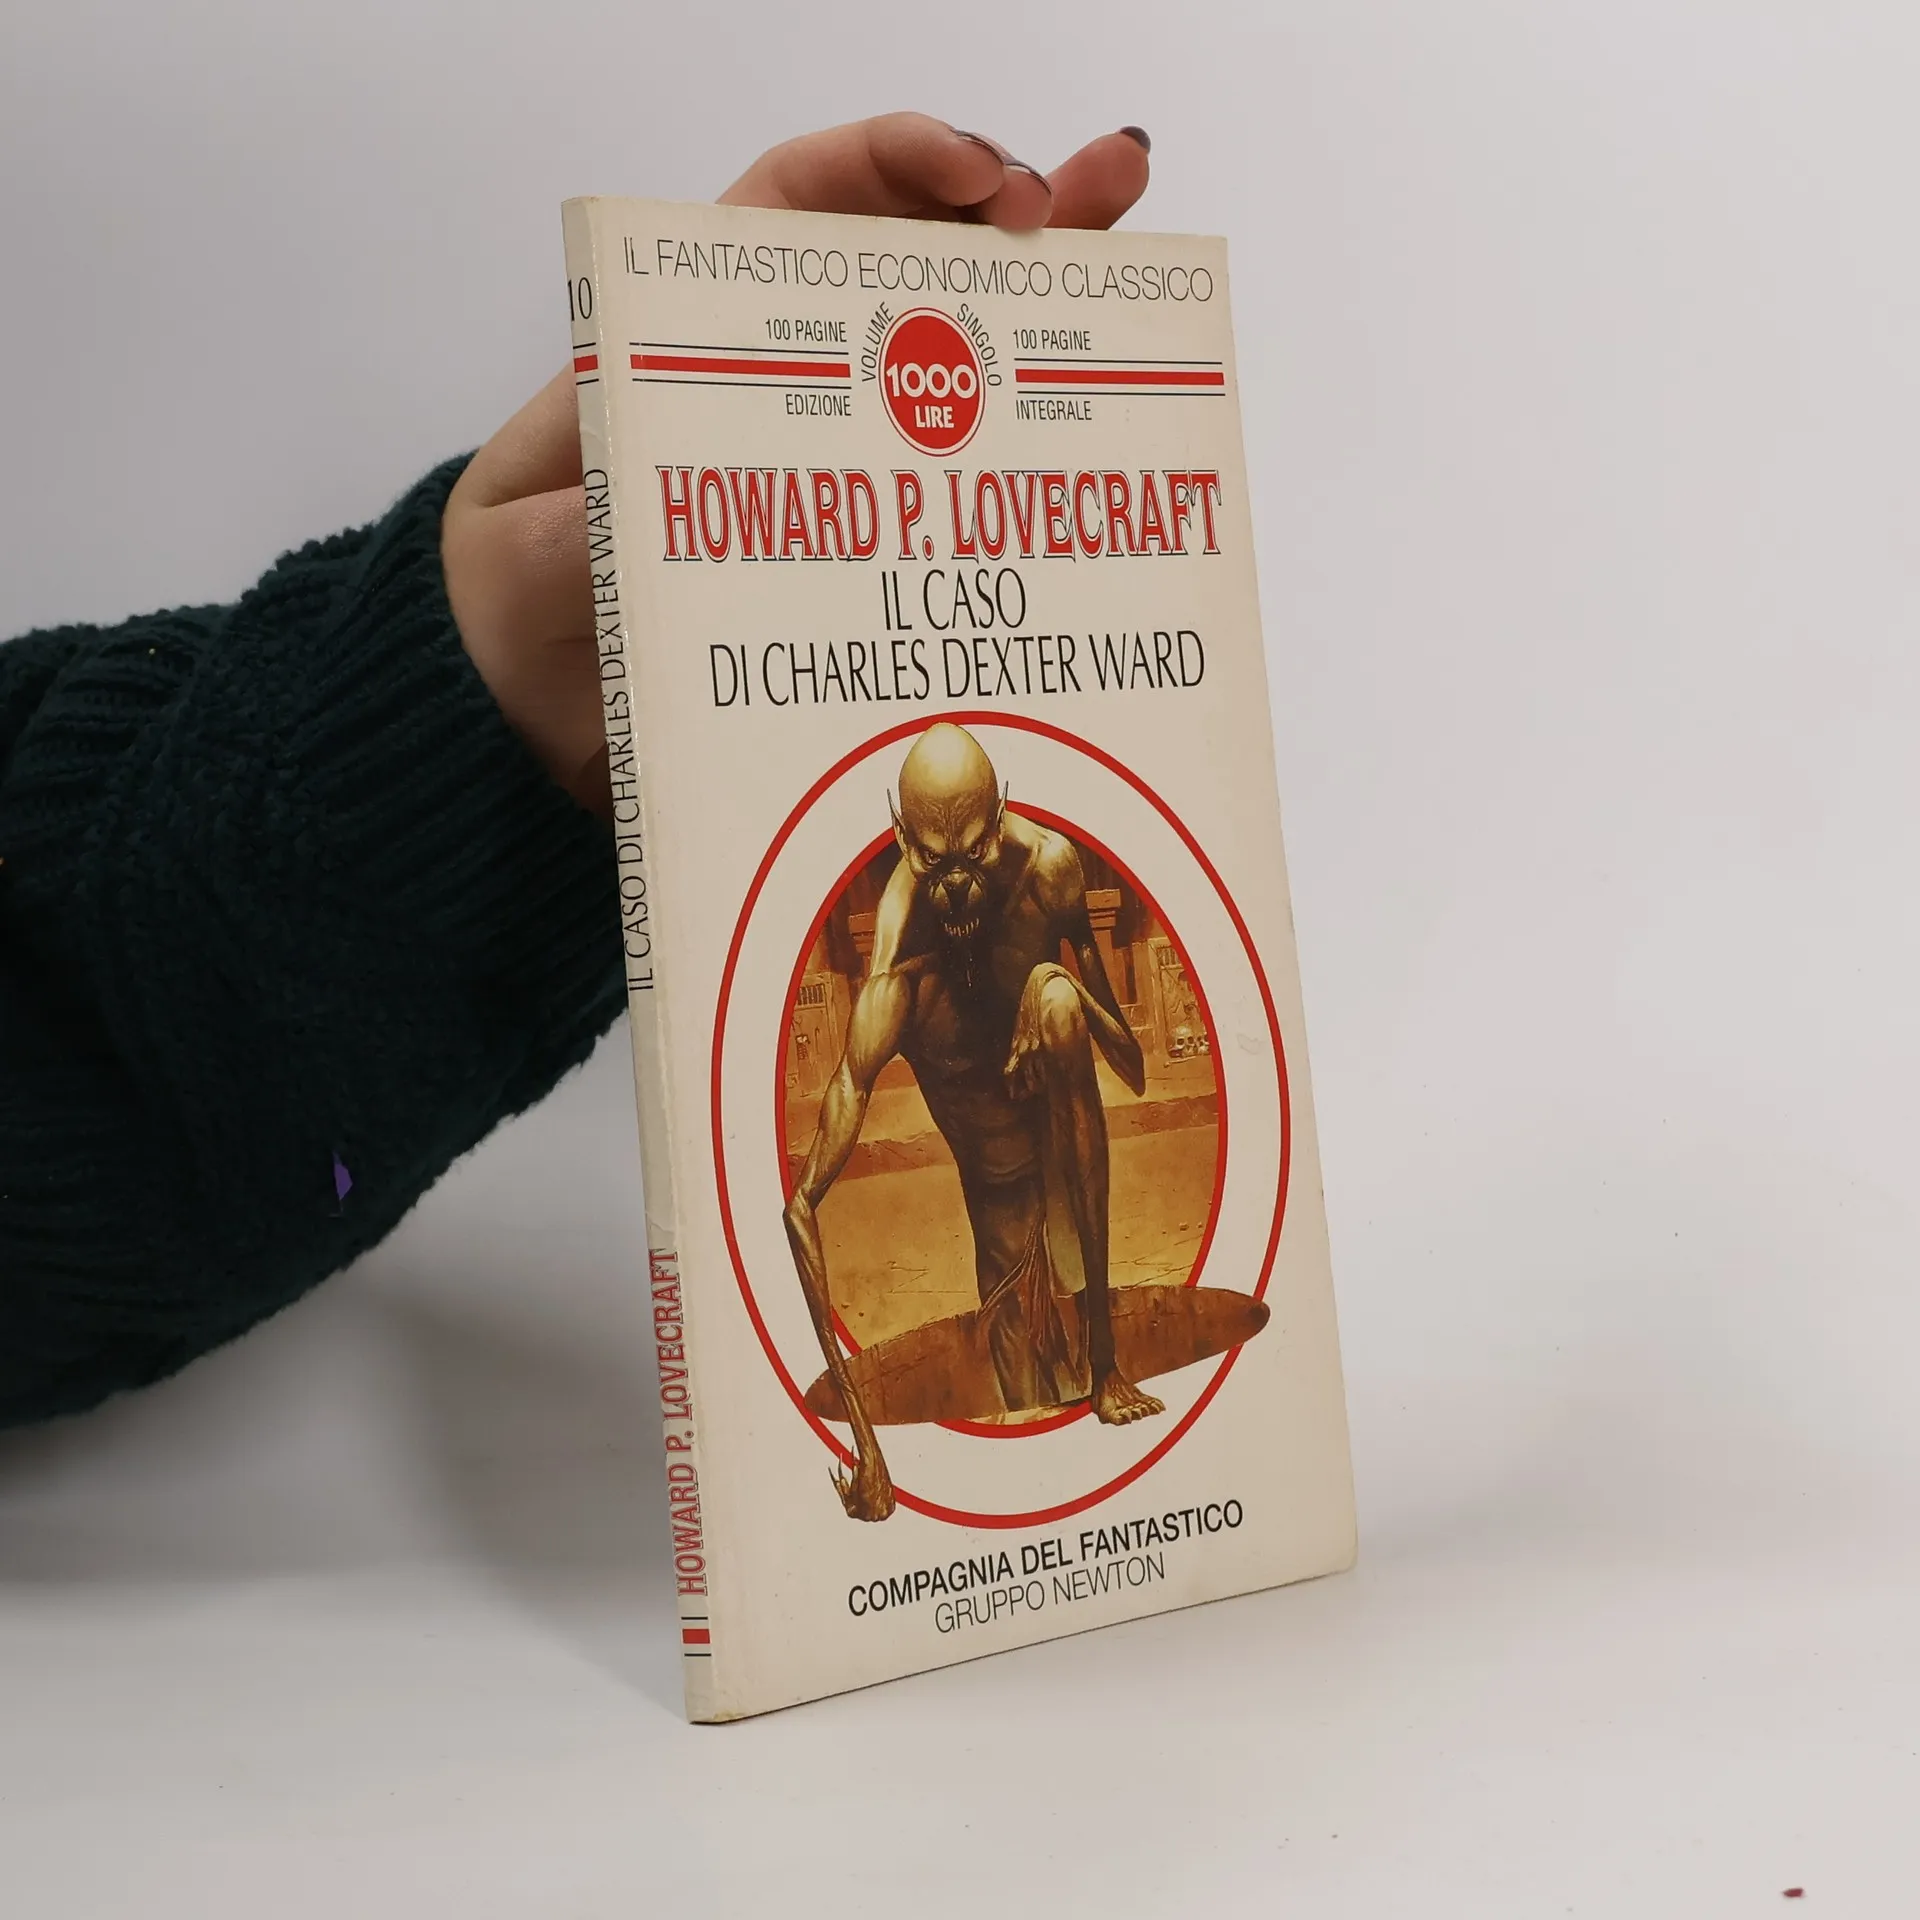 IL FANTASTICO ECONOMICO CLASSICO
100 PAGINE
VOLUME SINGOLO
100 PAGINE
1000
LIRE
EDIZIONE
INTEGRALE
HOWARD P. LOVECRAFT
IL CASO
DI CHARLES DEXTER WARD
COMPAGNIA DEL FANTASTICO
GRUPPO NEWTON
10
IL CASO DI CHARLES DEXTER WARD
HOWARD P. LOVECRAFT